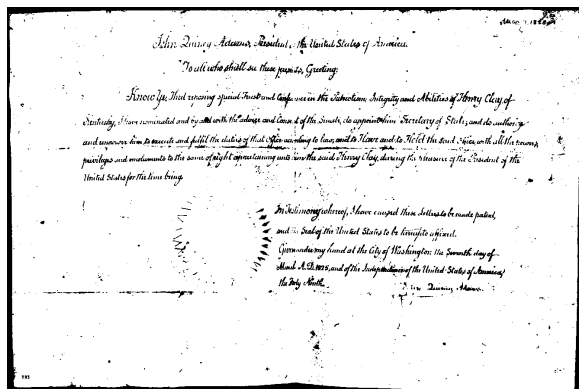 John Quincy Adams, President of the United States of America.
To all who shall see these presents, Greeting:
Know Ye, That reposing special Trust and Confidence in the Patriotism, Integrity and Abilities of Henry Clay of
Kentucky, I have nominated and by and with the advice and Consent of the Senate, do appoint him Secretary of State, and do authorize
and empower him to execute and fulfil the duties of that Office according to law, and to Have and to Hold the said Office, with all the powers,
privileges and emoluments to the same of right appertaining unto him the said Henry Clay, during the pleasure of the President of the
United States for the time being.
In Testimony whereof, I have caused these Letters to be made patent,
and the Seal of the United States to be hereunto affixed.
Given under my hand at the City of Washington the Seventh day of
March A.D. 1825, and of the Independence of the United States of America,
the Forty Ninth.
John Quincy Adams